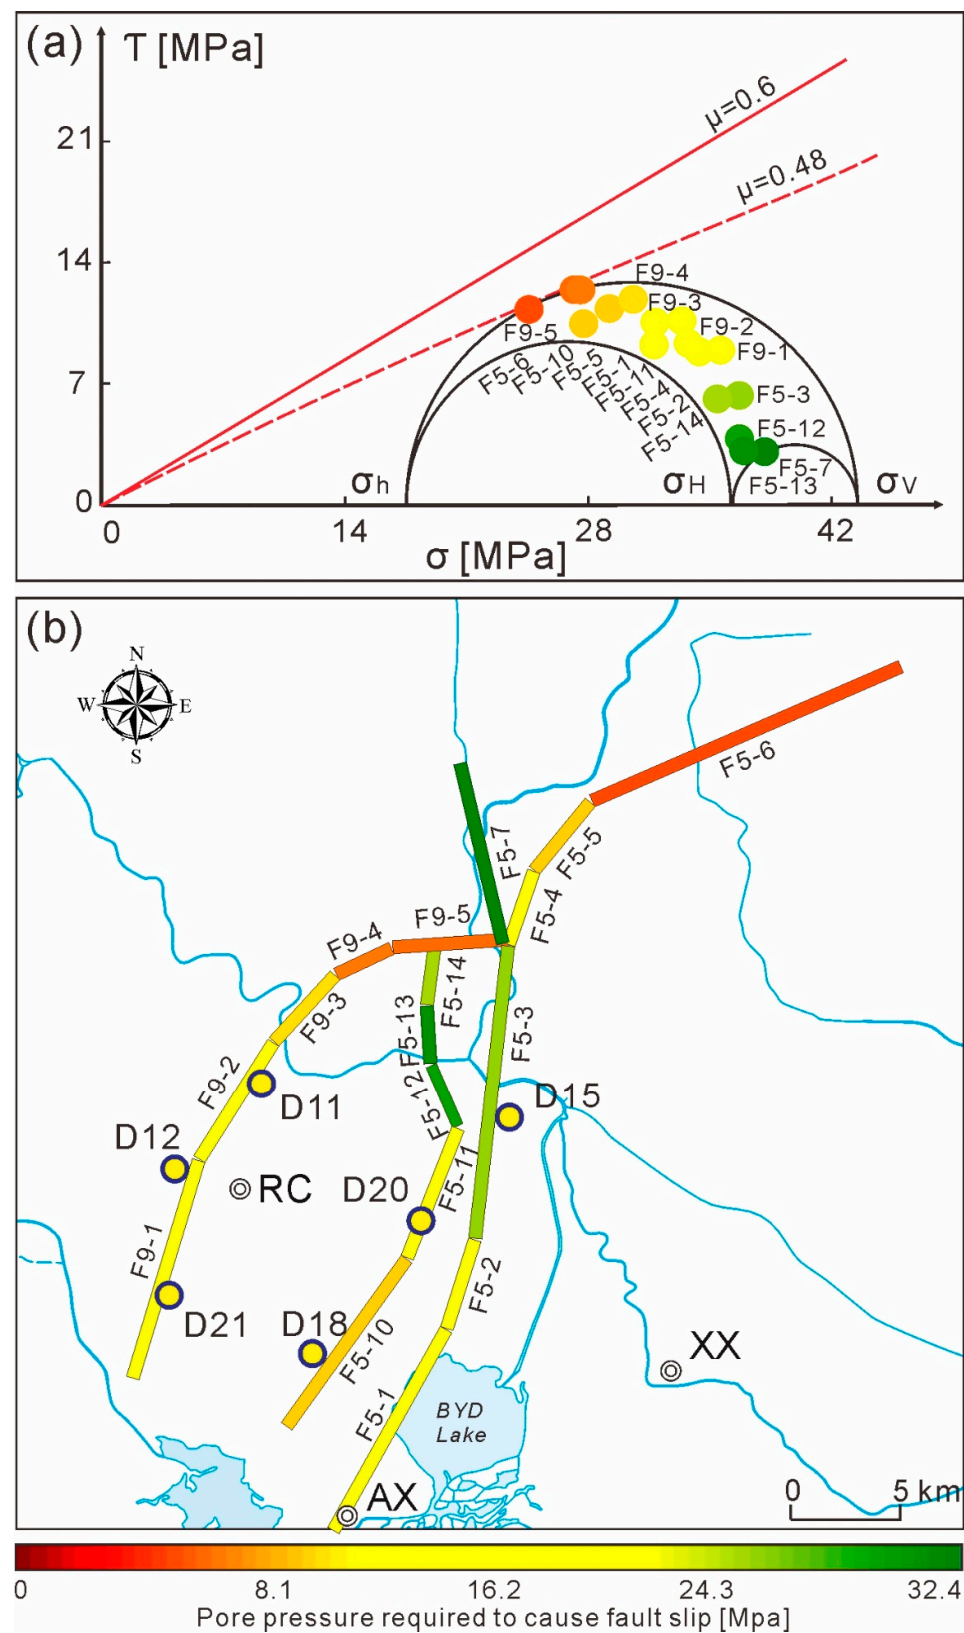 (a)
Ƭ [MPa]
μ=0.6
21
μ=0.48
14
F9-4
F9-3
F9-5
F9-2
F9-1
F5-6
F5-10
F5-5
F5-1
F5-11
F5-4
F5-2
F5-14
7
F5-3
F5-12
F5-7
F5-13
σh
σH
σV
0
0
14
28
42
σ [MPa]
(b)
N
W
E
S
F5-6
F5-7
F5-5
F5-4
F9-5
F9-4
F5-14
F9-3
F5-13
F5-3
F9-2
F5-12
D11
D15
D12
F5-11
RC
D20
F9-1
F5-2
D21
D18
F5-10
XX
F5-1
BYD
Lake
AX
0
5 km
0
8.1
16.2
24.3
32.4
Pore pressure required to cause fault slip [Mpa]